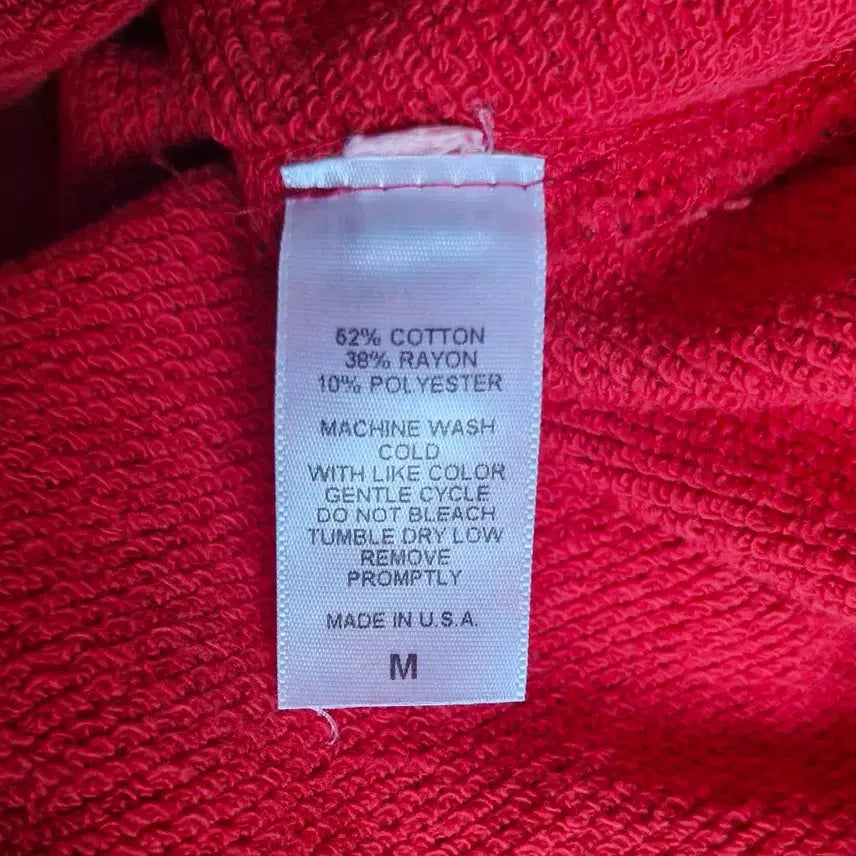 52% COTTON
38% RAYON
10% POLYESTER
MACHINE WASH
COLD
WITH LIKE COLOR
GENTLE CYCLE
DO NOT BLEACH
TUMBLE DRY LOW
REMOVE
PROMPTLY
MADE IN U.S.A.
M